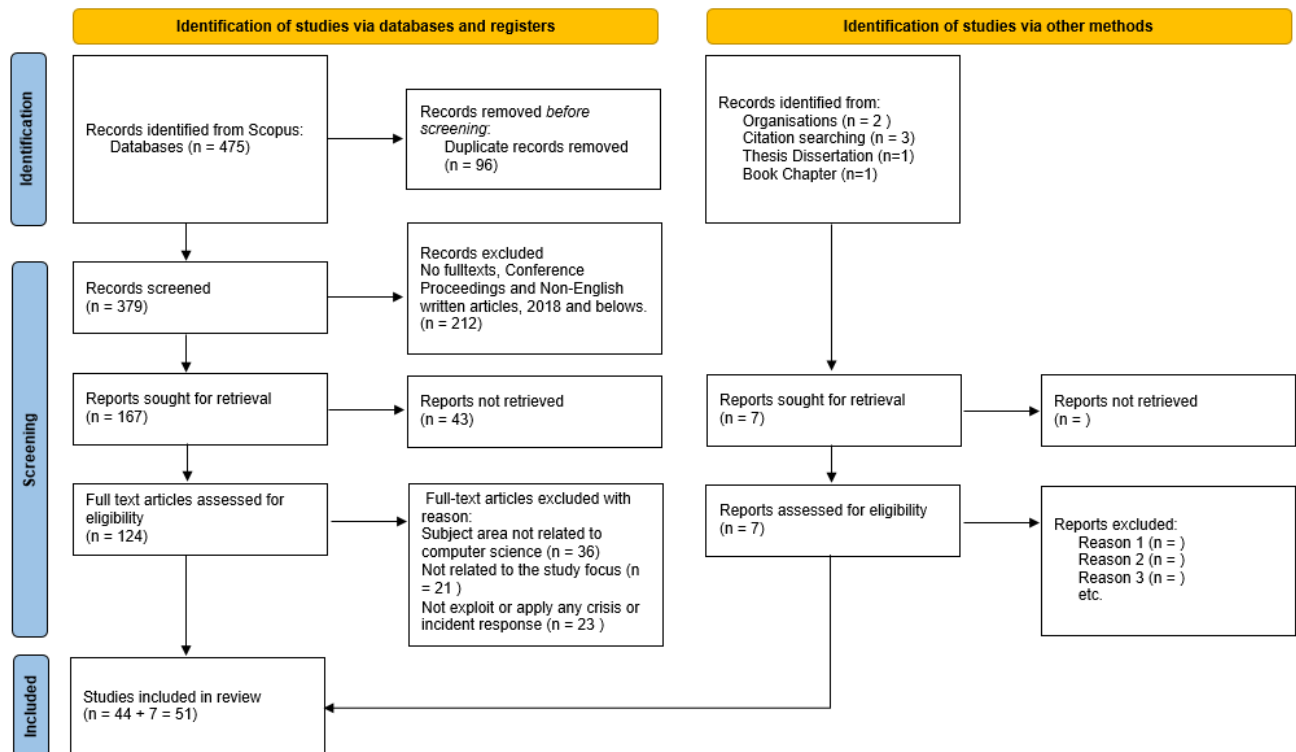 Identification of studies via databases and registers
Identification of studies via other methods
Identification
Records identified from Scopus:
Databases (n = 475)
Records removed before
screening:
Duplicate records removed
(n = 96)
Records identified from:
Organisations (n = 2 )
Citation searching (n = 3)
Thesis Dissertation (n=1)
Book Chapter (n=1)
Screening
Records screened
(n = 379)
Records excluded
No fulltexts, Conference
Proceedings and Non-English
written articles, 2018 and belows.
(n = 212)
Reports sought for retrieval
(n = 167)
Reports not retrieved
(n = 43)
Reports sought for retrieval
(n = 7)
Reports not retrieved
(n = )
Full text articles assessed for
eligibility
(n = 124)
Full-text articles excluded with
reason:
Subject area not related to
computer science (n = 36)
Not related to the study focus (n
= 21 )
Not exploit or apply any crisis or
incident response (n = 23 )
Reports assessed for eligibility
(n = 7)
Reports excluded:
Reason 1 (n = )
Reason 2 (n = )
Reason 3 (n = )
etc.
Included
Studies included in review
(n = 44 + 7 = 51)